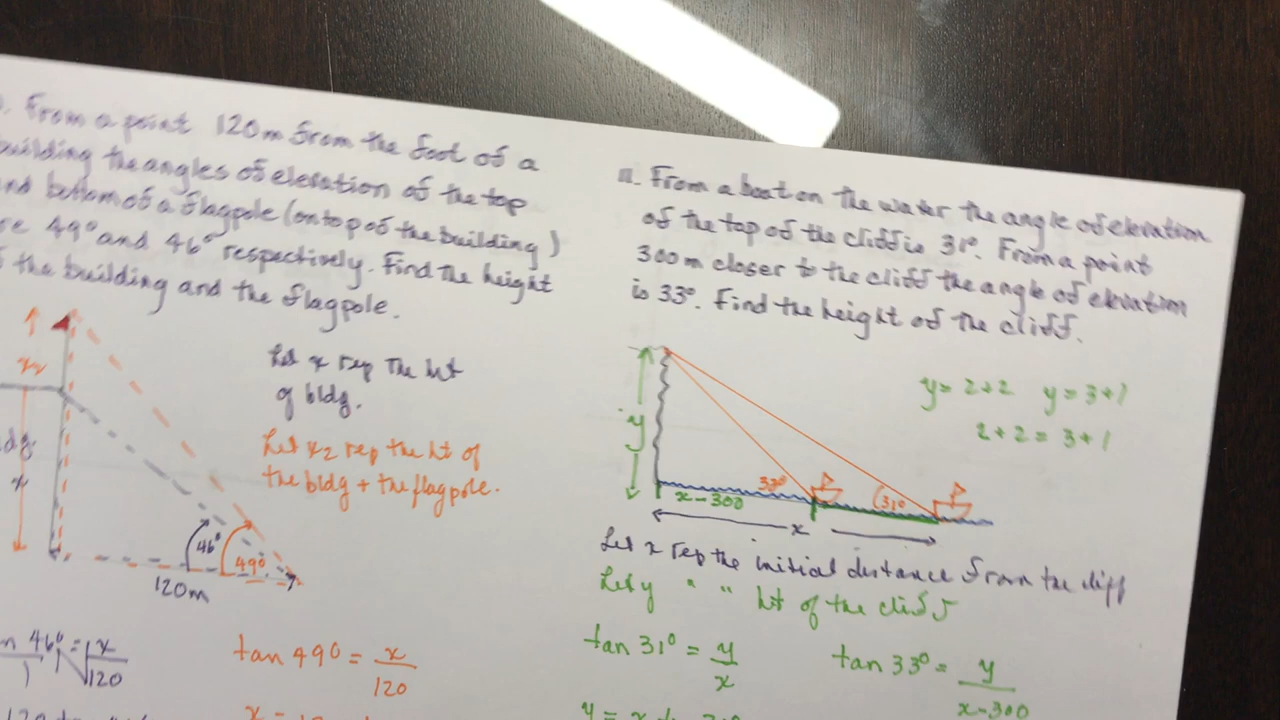 From a point 120m from the foot of a
building the angles of elevation of the top
and bottom of a flagpole (on top of the building)
49° and 46° respectively. Find the height
the building and the flagpole.
Let x rep the ht
of bldg.
Let x2 rep the ht of
the bldg + the flagpole.
x2
x
46°
49°
120m
46° = x
1 120
tan 49° = x
120
11. From a boat on the water the angle of elevation
of the top of the cliff is 31°. From a point
300m closer to the cliff the angle of elevation
is 33°. Find the height of the cliff.
y = 2+2 y = 3+1
2+2 = 3+1
y
33°
31°
x-300
x
Let x rep the initial distance from the cliff
Let y " " ht of the cliff
tan 31° = y
x
tan 33° = y
x-300